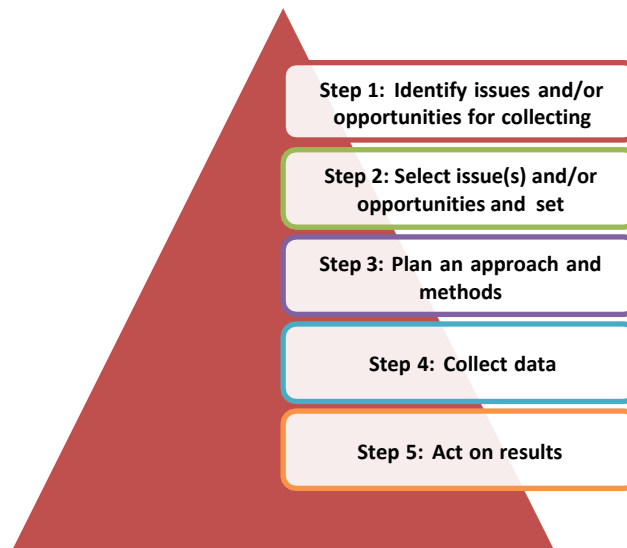 Step 1: Identify issues and/or
opportunities for collecting
Step 2: Select issue(s) and/or
opportunities and set
Step 3: Plan an approach and
methods
Step 4: Collect data
Step 5: Act on results